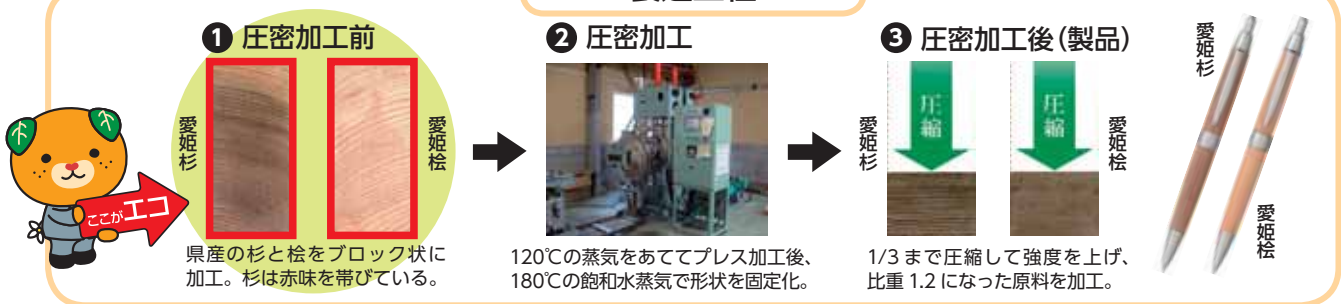 ❶ 圧密加工前
愛姫杉
愛姫桧
ここがエコ
県産の杉と桧をブロック状に
加工。杉は赤味を帯びている。
❷ 圧密加工
120℃の蒸気をあててプレス加工後、
180℃の飽和水蒸気で形状を固定化。
❸ 圧密加工後（製品）
愛姫杉
圧縮
圧縮
愛姫桧
1/3 まで圧縮して強度を上げ、
比重 1.2 になった原料を加工。
愛姫杉
愛姫桧